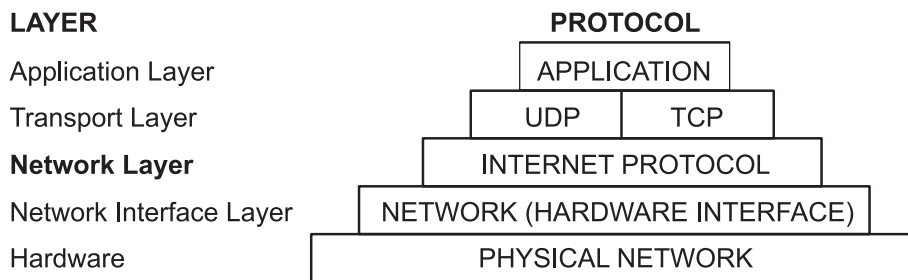 LAYER PROTOCOL
Application Layer APPLICATION
Transport Layer UDP TCP
Network Layer INTERNET PROTOCOL
Network Interface Layer NETWORK (HARDWARE INTERFACE)
Hardware PHYSICAL NETWORK